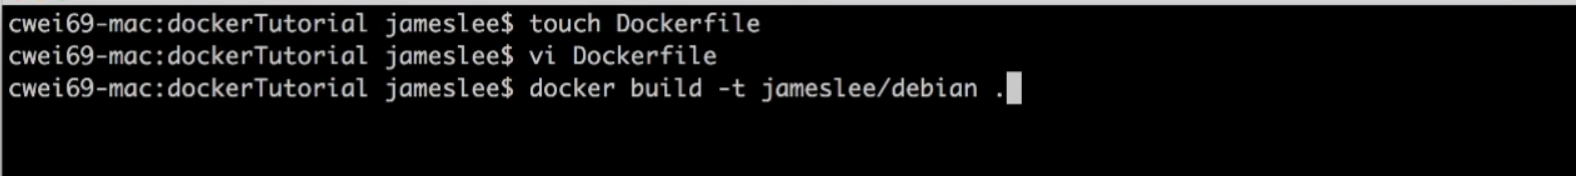 cwei69-mac:dockerTutorial jameslee$ touch Dockerfile
cwei69-mac:dockerTutorial jameslee$ vi Dockerfile
cwei69-mac:dockerTutorial jameslee$ docker build -t jameslee/debian .